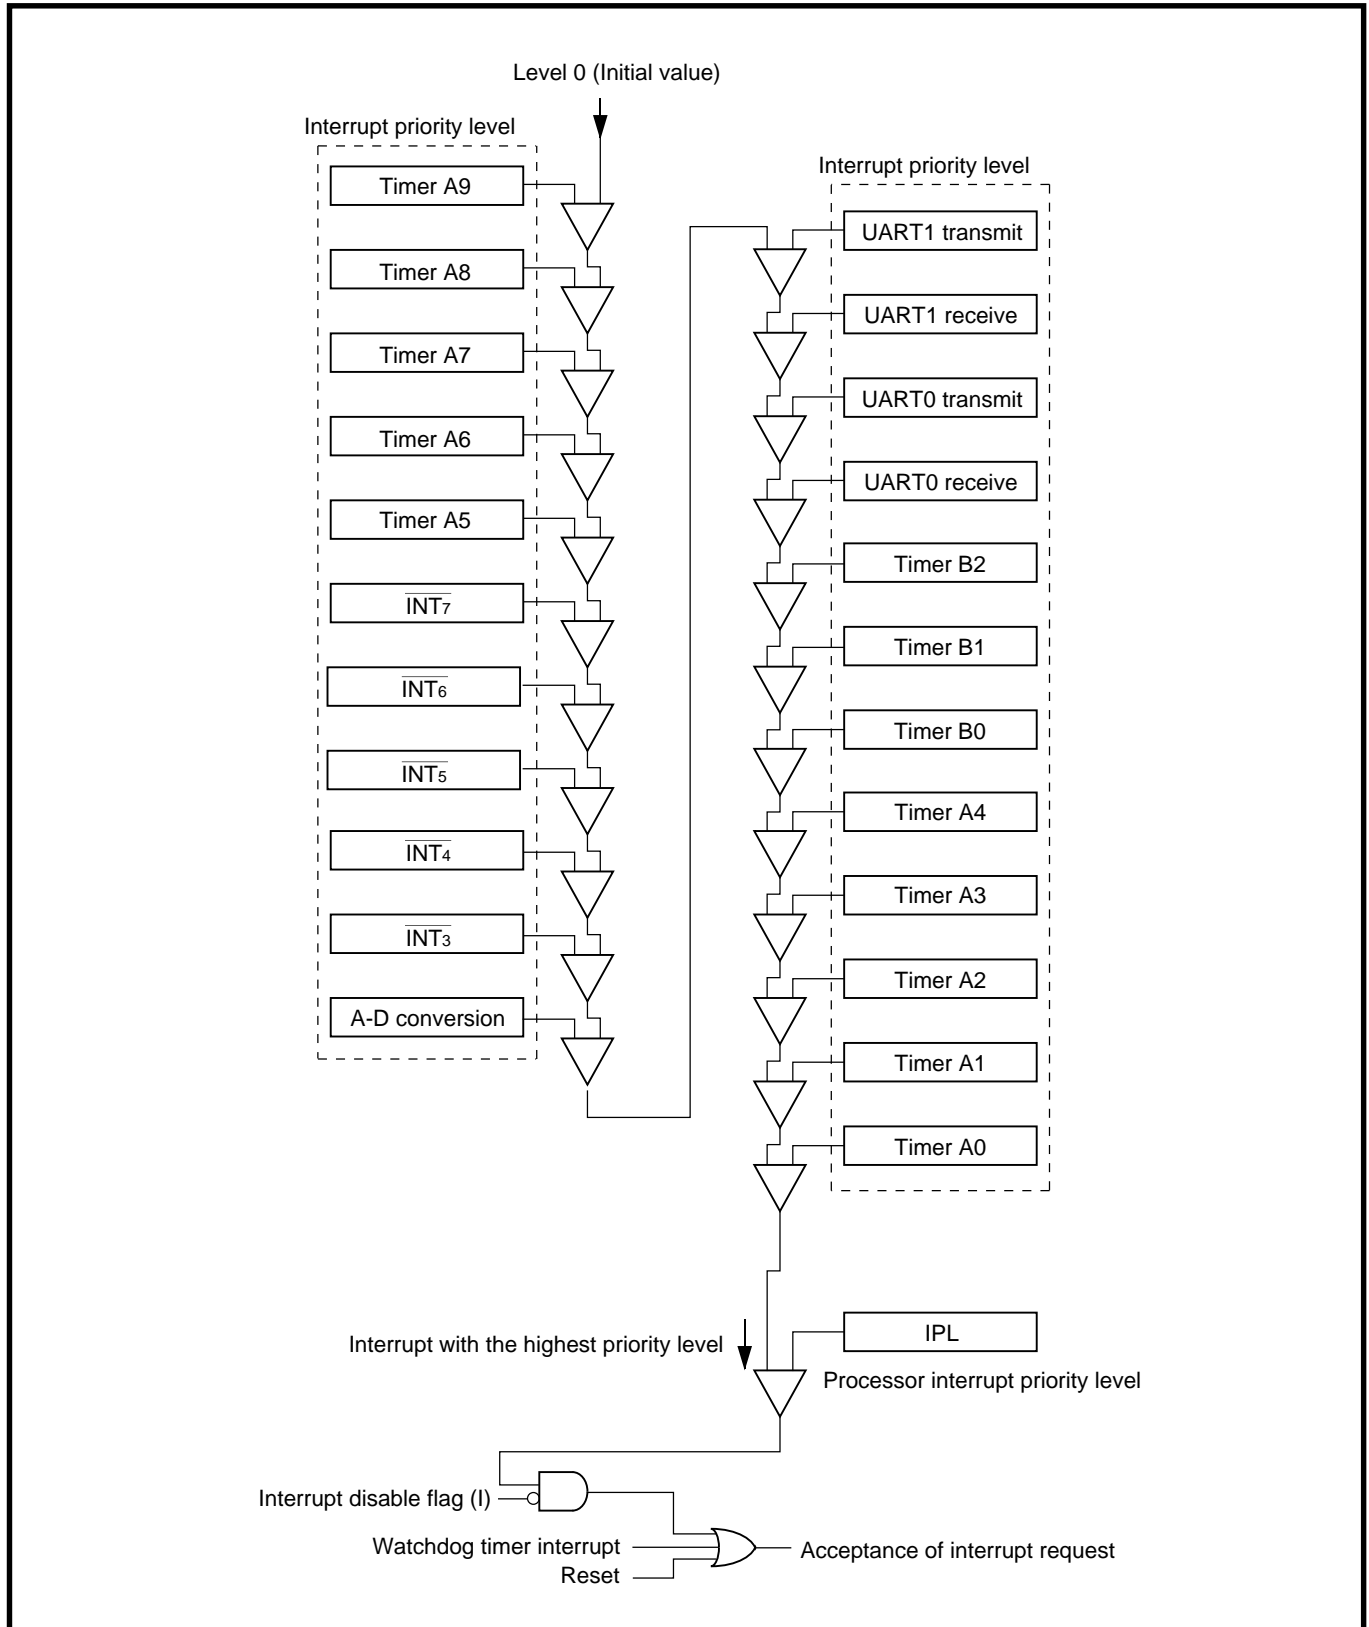 Level 0 (Initial value)
Interrupt priority level
Timer A9
Timer A8
Timer A7
Timer A6
Timer A5
INT7
INT6
INT5
INT4
INT3
A-D conversion
Interrupt priority level
UART1 transmit
UART1 receive
UART0 transmit
UART0 receive
Timer B2
Timer B1
Timer B0
Timer A4
Timer A3
Timer A2
Timer A1
Timer A0
Interrupt with the highest priority level
IPL
Processor interrupt priority level
Interrupt disable flag (I)
Watchdog timer interrupt
Reset
Acceptance of interrupt request